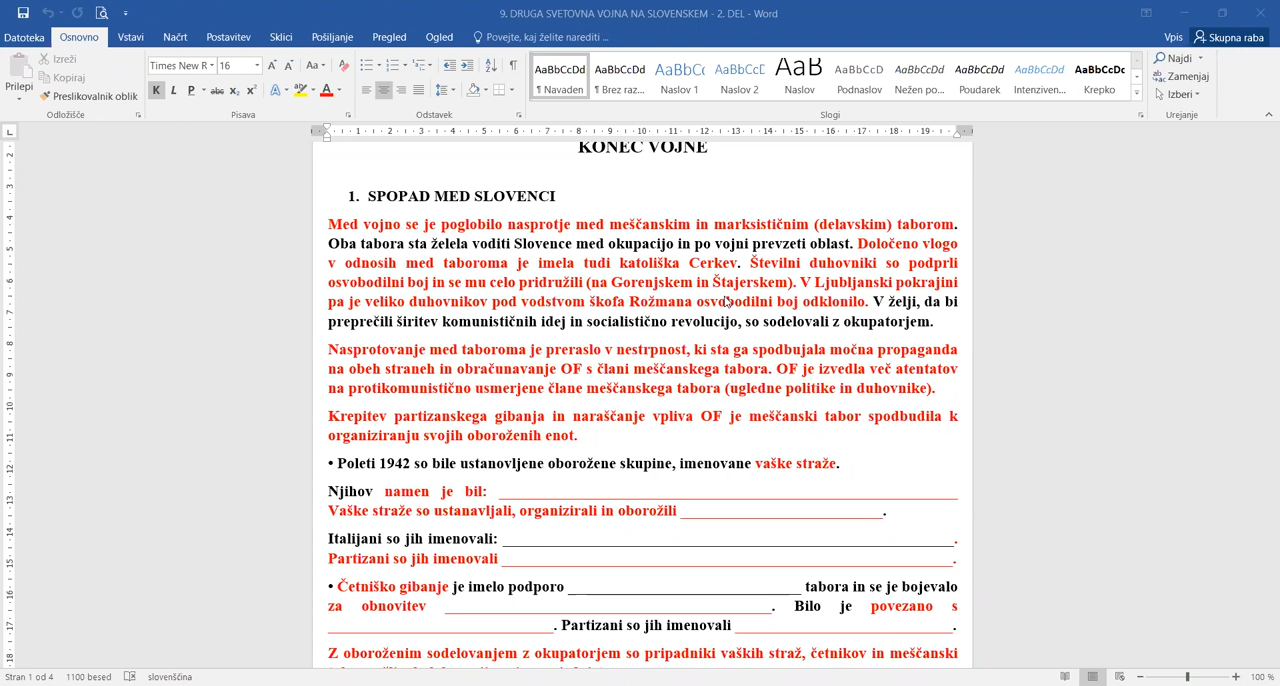 9. DRUGA SVETOVNA VOJNA NA SLOVENSKEM - 2. DEL - Word
Datoteka Osnovno Vstavi Načrt Postavitev Sklici Pošiljanje Pregled Ogled Povejte, kaj želite narediti ... Vpis Skupna raba
Prilepi
Izreži
Kopiraj
Preslikovalnik oblik
Odložišče
Times New R 16
K L P abc x₂ x²
Pisava
Odstavek
AaBbCcDd AaBbCcDd AaBbCc AaBbCcD AaB AaBbCcD AaBbCcDd AaBbCcDd AaBbCcDd AaBbCcDc
¶ Navaden ¶ Brez raz... Naslov 1 Naslov 2 Naslov Podnaslov Nežen po... Poudarek Intenziven... Krepko
Slogi
Najdi
Zamenjaj
Izberi
Urejanje
KONEC VOJNE
1. SPOPAD MED SLOVENCI
Med vojno se je poglobilo nasprotje med meščanskim in marksističnim (delavskim) taborom.
Oba tabora sta želela voditi Slovence med okupacijo in po vojni prevzeti oblast. Določeno vlogo
v odnosih med taboroma je imela tudi katoliška Cerkev. Številni duhovniki so podprli
osvobodilni boj in se mu celo pridružili (na Gorenjskem in Štajerskem). V Ljubljanski pokrajini
pa je veliko duhovnikov pod vodstvom škofa Rožmana osvobodilni boj odklonilo. V želji, da bi
preprečili širitev komunističnih idej in socialistično revolucijo, so sodelovali z okupatorjem.
Nasprotovanje med taboroma je preraslo v nestrpnost, ki sta ga spodbujala močna propaganda
na obeh straneh in obračunavanje OF s člani meščanskega tabora. OF je izvedla več atentatov
na protikomunistično usmerjene člane meščanskega tabora (ugledne politike in duhovnike).
Krepitev partizanskega gibanja in naraščanje vpliva OF je meščanski tabor spodbudila k
organiziranju svojih oboroženih enot.
• Poleti 1942 so bile ustanovljene oborožene skupine, imenovane vaške straže.
Njihov namen je bil: ______
Vaške straže so ustanavljali, organizirali in oborožili ______.
Italijani so jih imenovali: ______.
Partizani so jih imenovali ______.
• Četniško gibanje je imelo podporo ______ tabora in se je bojevalo
za obnovitev ______. Bilo je povezano s
______. Partizani so jih imenovali ______.
Z oboroženim sodelovanjem z okupatorjem so pripadniki vaških straž, četnikov in meščanski
Stran 1 od 4 1100 besed slovenščina 100 %